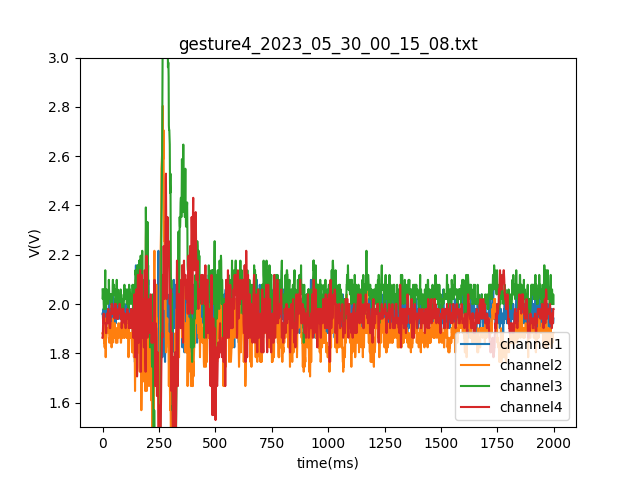 gesture4_2023_05_30_00_15_08.txt
3.0
2.8
2.6
2.4
2.2
2.0
1.8
1.6
V(V)
channel1
channel2
channel3
channel4
0 250 500 750 1000 1250 1500 1750 2000
time(ms)